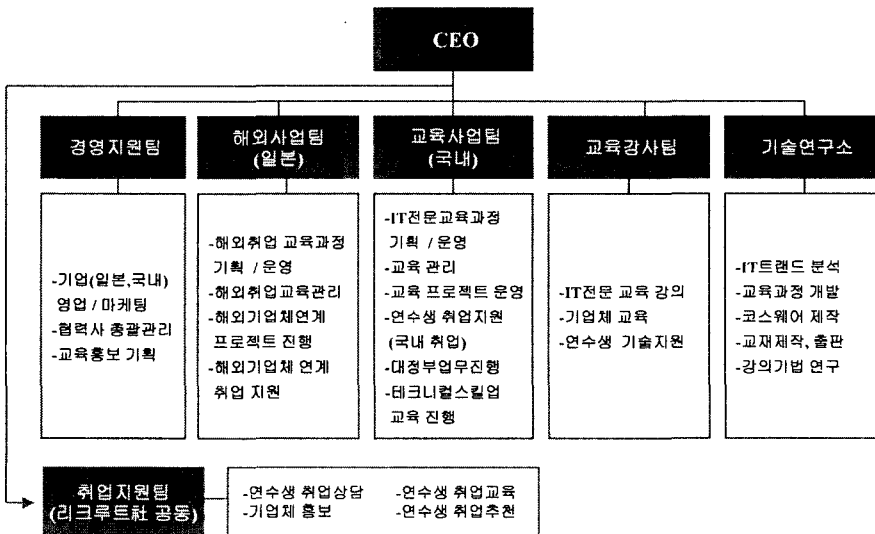 CEO
경영지원팀
-기업(일본,국내)
영업 / 마케팅
-협력사 총괄관리
-교육홍보 기획
해외사업팀
(일본)
-해외취업 교육과정
기획 / 운영
-해외취업교육관리
-해외기업체연계
프로젝트 진행
-해외기업체 연계
취업 지원
교육사업팀
(국내)
-IT전문교육과정
기획 / 운영
-교육 관리
-교육 프로젝트 운영
-연수생 취업지원
(국내 취업)
-대정부업무진행
-테크니컬스킬업
교육 진행
교육강사팀
-IT전문 교육 강의
-기업체 교육
-연수생 기술지원
기술연구소
-IT트랜드 분석
-교육과정 개발
-코스웨어 제작
-교재제작, 출판
-강의기법 연구
취업지원팀
(리크루트社 공동)
-연수생 취업상담 -연수생 취업교육
-기업체 홍보 -연수생 취업추천